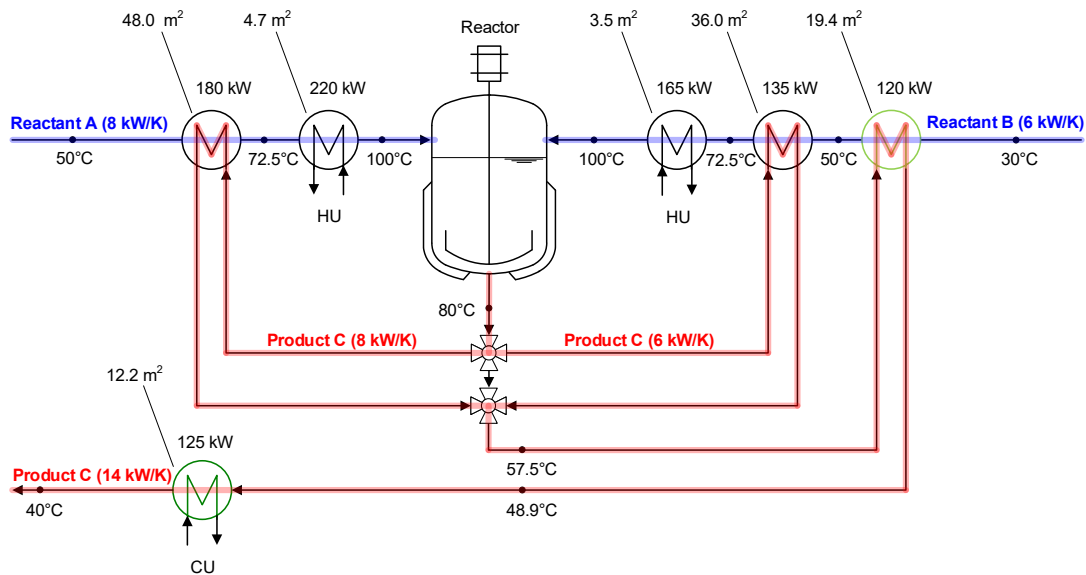 48.0 m²
4.7 m²
Reactor
3.5 m²
36.0 m²
19.4 m²
180 kW
220 kW
165 kW
135 kW
120 kW
Reactant A (8 kW/K)
Reactant B (6 kW/K)
50°C
72.5°C
100°C
100°C
72.5°C
50°C
30°C
HU
HU
80°C
Product C (8 kW/K)
Product C (6 kW/K)
12.2 m²
125 kW
57.5°C
Product C (14 kW/K)
40°C
48.9°C
CU